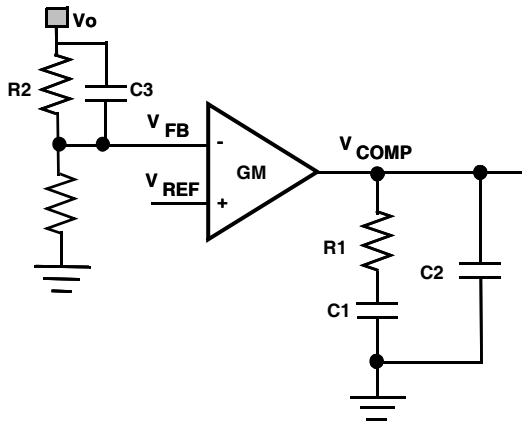 Vo
R2
C3
V FB
-
GM
V COMP
V REF
+
R1
C2
C1